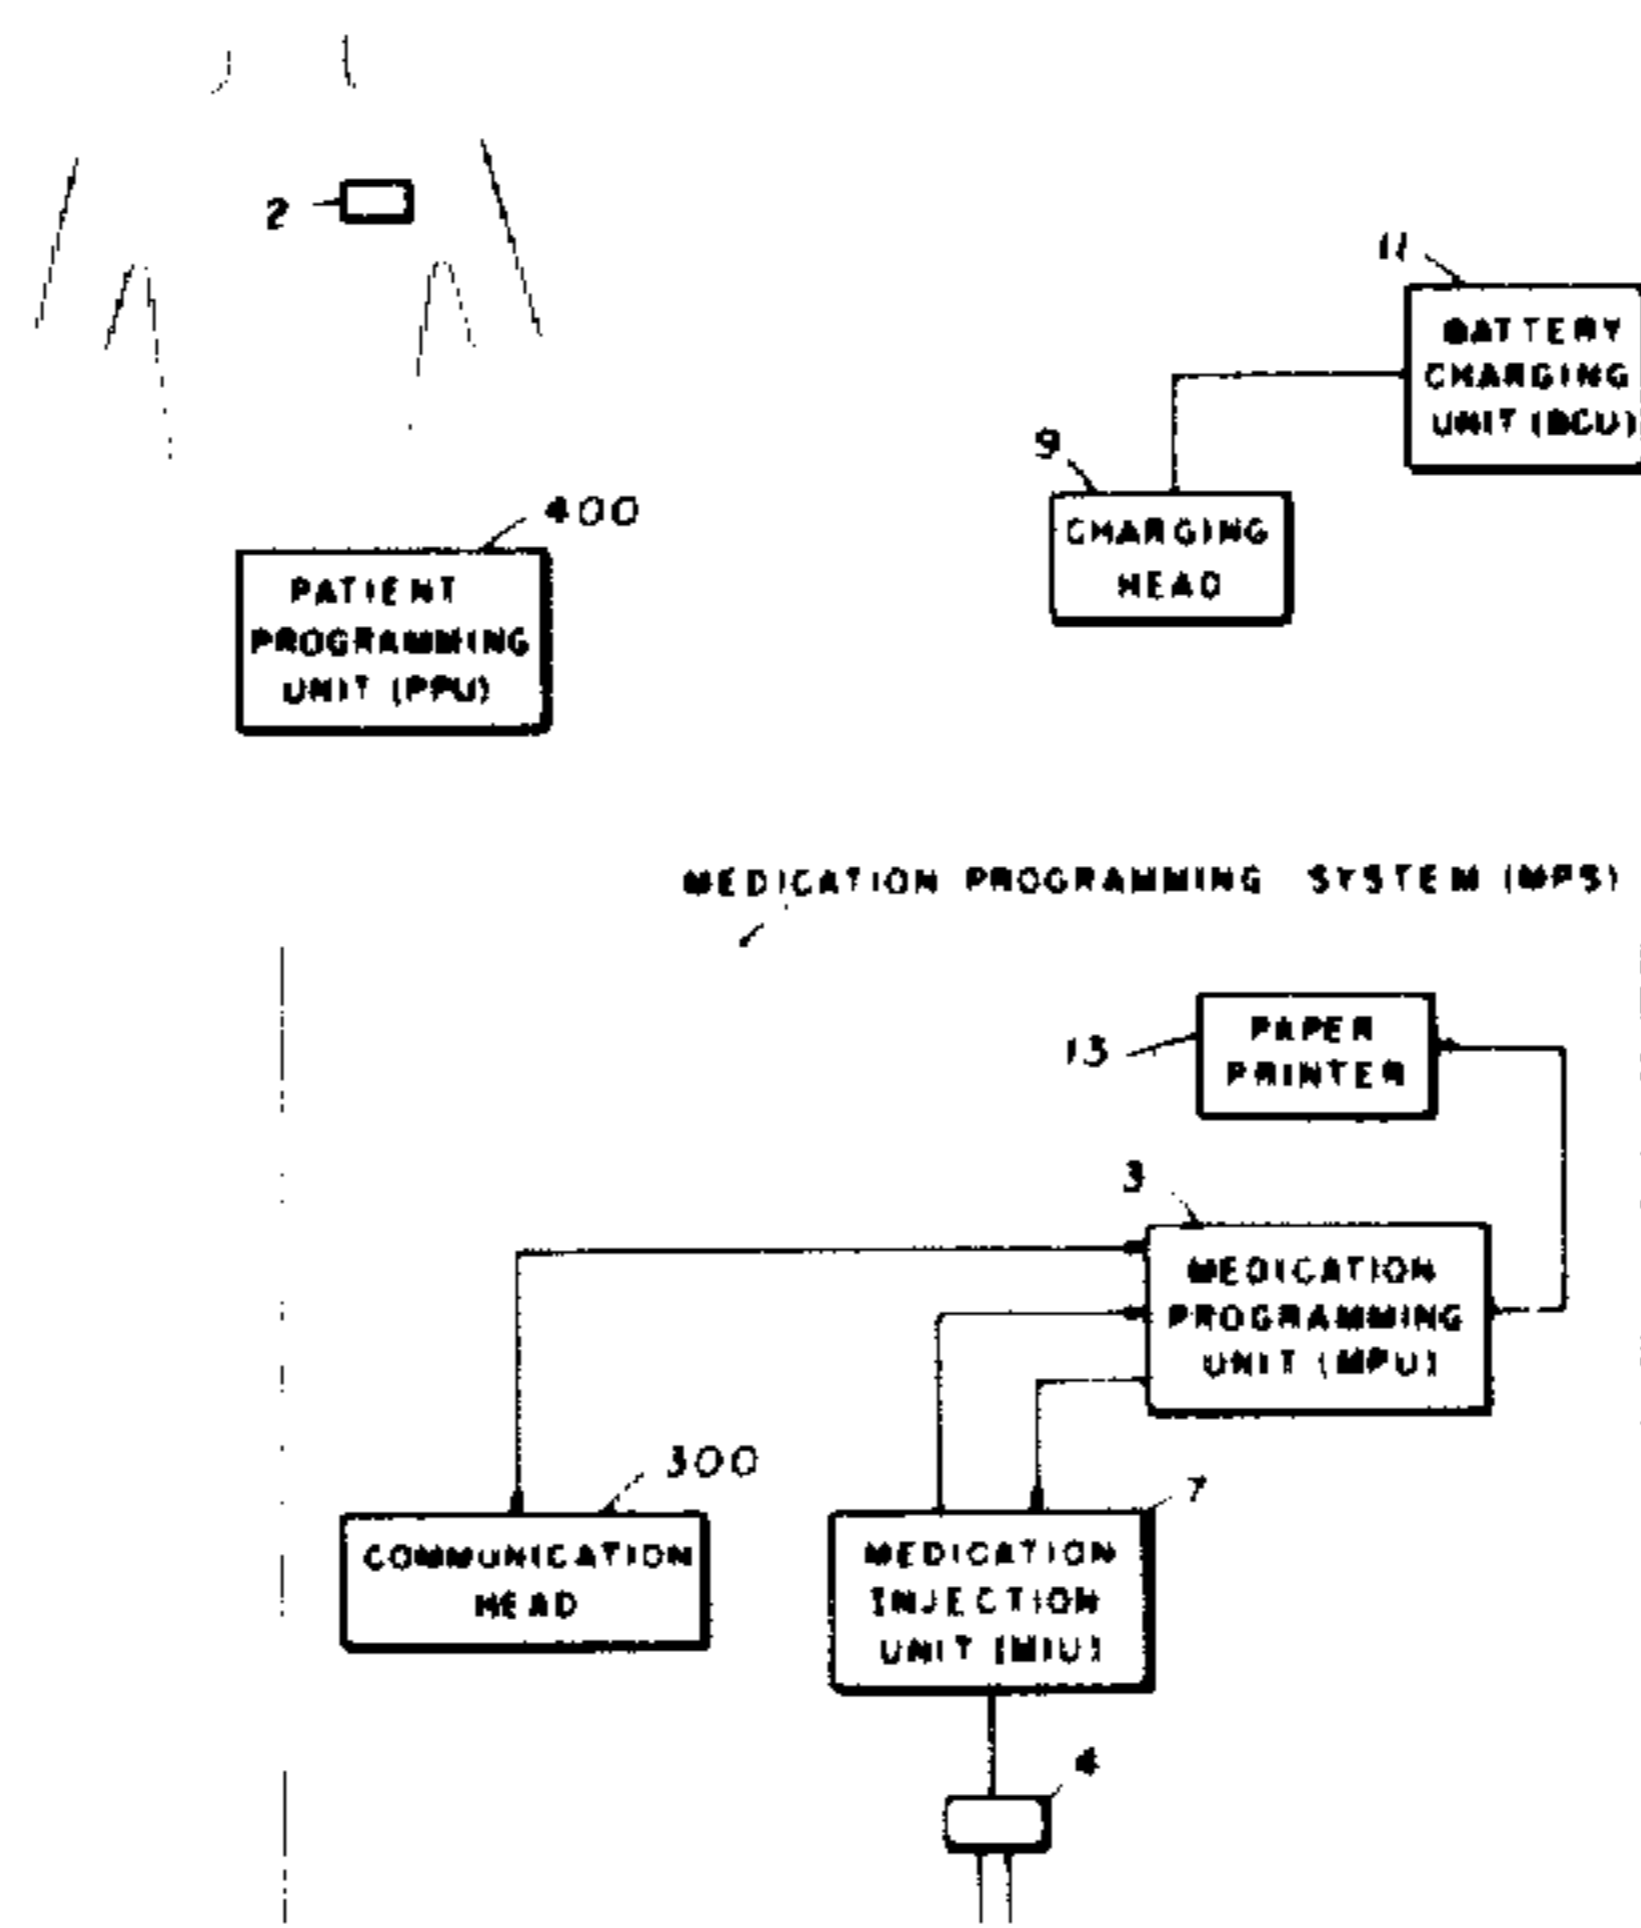 2
11
BATTERY
CHARGING
UNIT (BCU)
9
CHARGING
HEAD
400
PATIENT
PROGRAMMING
UNIT (PPU)
MEDICATION PROGRAMMING SYSTEM (MPS)
13
PAPER
PRINTER
3
MEDICATION
PROGRAMMING
UNIT (MPU)
300
COMMUNICATION
HEAD
7
MEDICATION
INJECTION
UNIT (MIU)
4